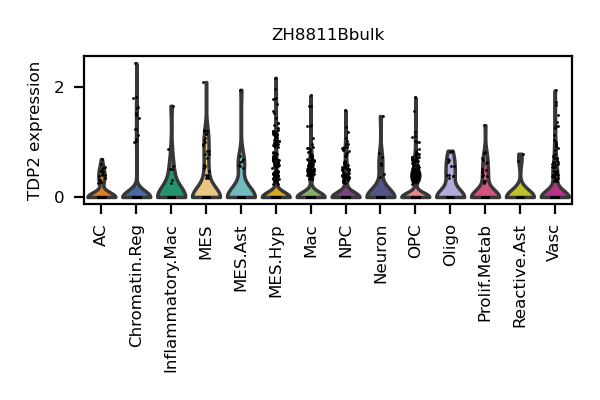 ZH8811Bbulk
TDP2 expression
2
0
AC
Chromatin.Reg
Inflammatory.Mac
MES
MES.Ast
MES.Hyp
Mac
NPC
Neuron
OPC
Oligo
Prolif.Metab
Reactive.Ast
Vasc